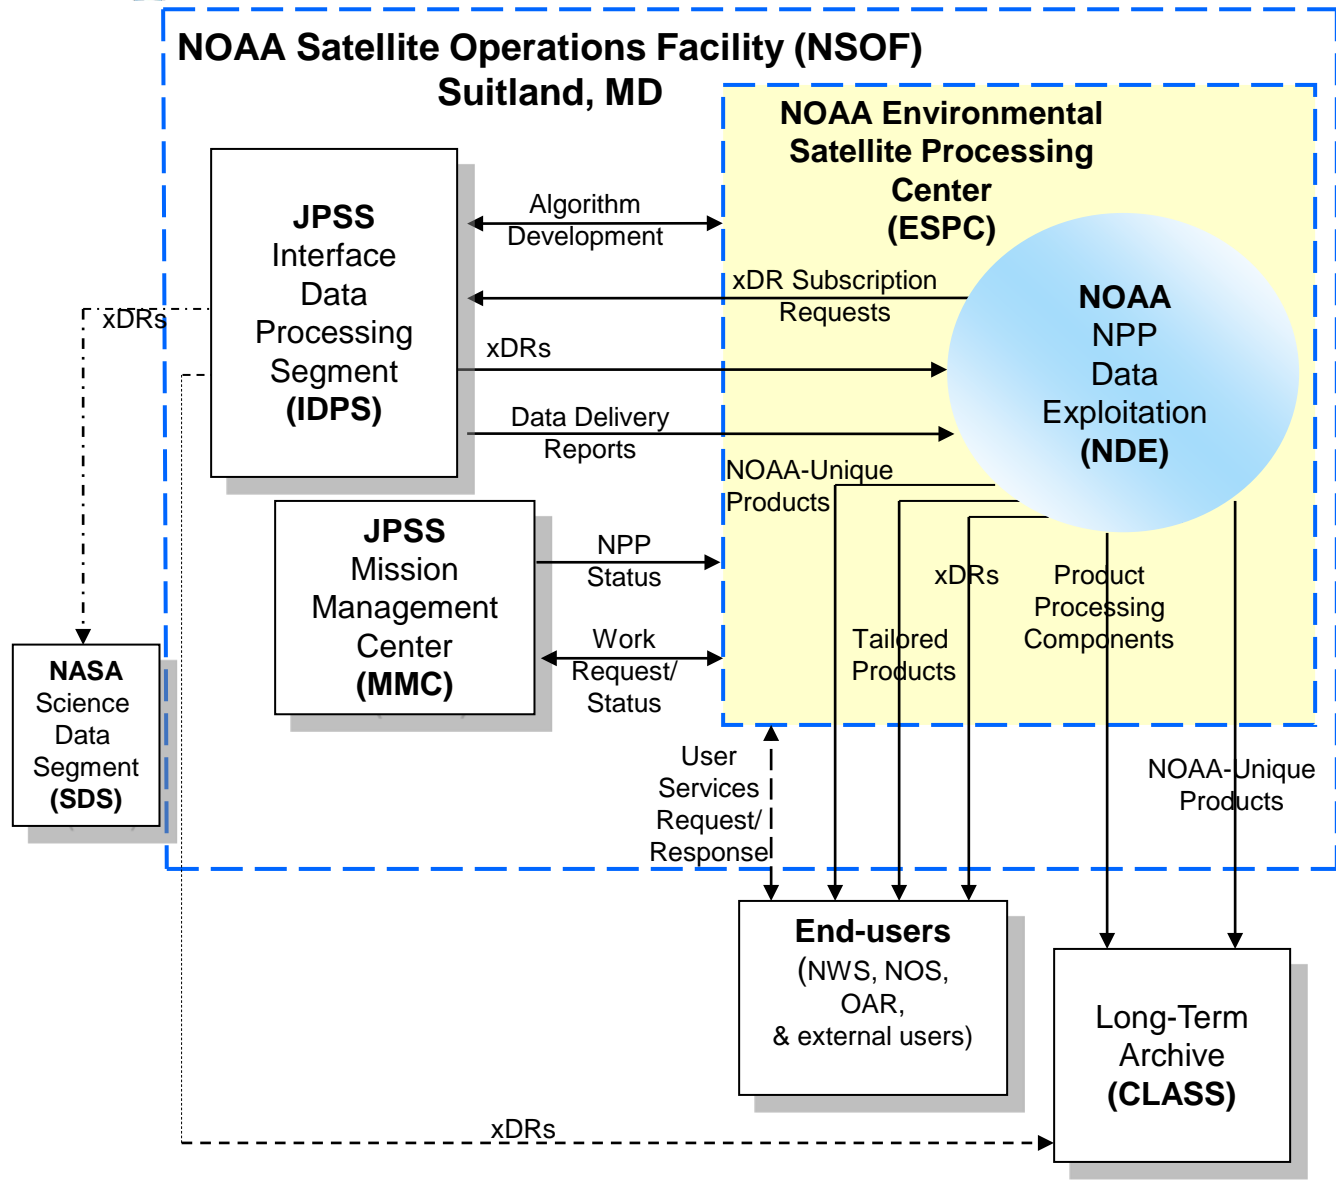 NOAA Satellite Operations Facility (NSOF)
Suitland, MD
NOAA Environmental
Satellite Processing
Center
(ESPC)
JPSS
Interface
Data
Processing
Segment
(IDPS)
Algorithm
Development
xDR Subscription
Requests
NOAA
NPP
Data
Exploitation
(NDE)
xDRs
xDRs
Data Delivery
Reports
NOAA-Unique
Products
JPSS
Mission
Management
Center
(MMC)
NPP
Status
Work
Request/
Status
xDRs
Tailored
Products
Product
Processing
Components
NASA
Science
Data
Segment
(SDS)
User
Services
Request/
Response
NOAA-Unique
Products
End-users
(NWS, NOS,
OAR,
& external users)
Long-Term
Archive
(CLASS)
xDRs